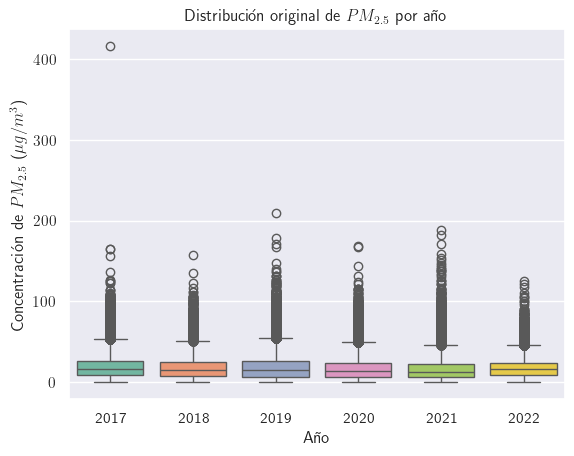 Distribución original de $PM_{2.5}$ por año
Concentración de $PM_{2.5}$ ($\mu g/m^3$)
400
300
200
100
0
2017 2018 2019 2020 2021 2022
Año